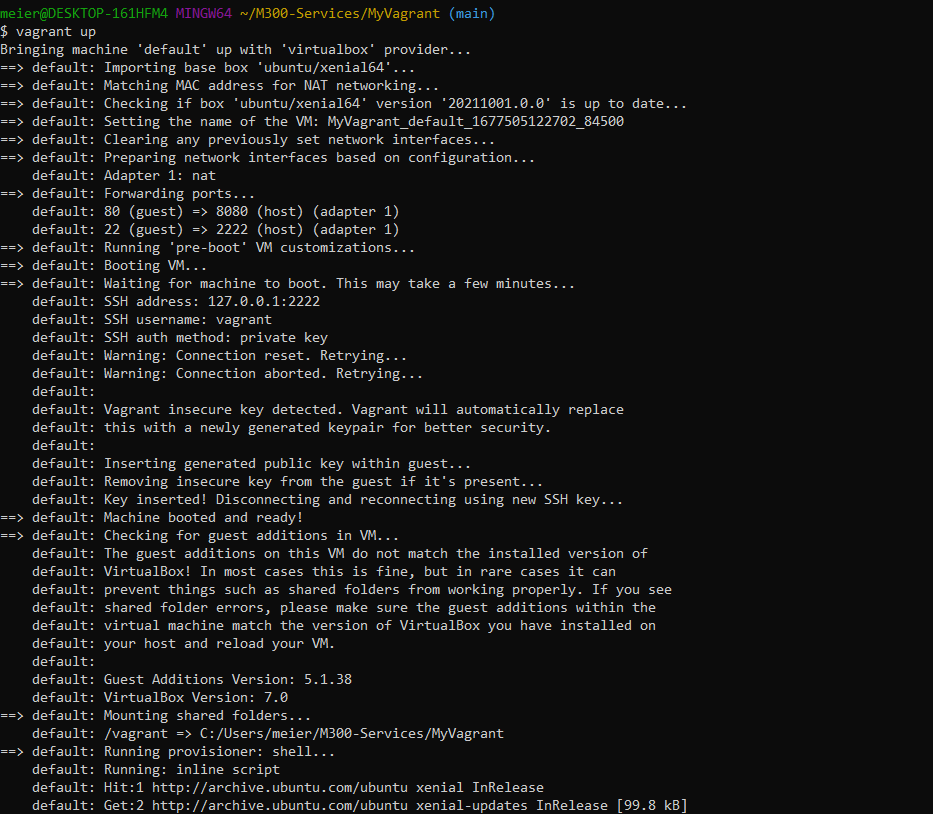 meier@DESKTOP-161HFM4 MINGW64 ~/M300-Services/MyVagrant (main)
$ vagrant up
Bringing machine 'default' up with 'virtualbox' provider...
==> default: Importing base box 'ubuntu/xenial64'...
==> default: Matching MAC address for NAT networking...
==> default: Checking if box 'ubuntu/xenial64' version '20211001.0.0' is up to date...
==> default: Setting the name of the VM: MyVagrant_default_1677505122702_84500
==> default: Clearing any previously set network interfaces...
==> default: Preparing network interfaces based on configuration...
    default: Adapter 1: nat
==> default: Forwarding ports...
    default: 80 (guest) => 8080 (host) (adapter 1)
    default: 22 (guest) => 2222 (host) (adapter 1)
==> default: Running 'pre-boot' VM customizations...
==> default: Booting VM...
==> default: Waiting for machine to boot. This may take a few minutes...
    default: SSH address: 127.0.0.1:2222
    default: SSH username: vagrant
    default: SSH auth method: private key
    default: Warning: Connection reset. Retrying...
    default: Warning: Connection aborted. Retrying...
    default:
    default: Vagrant insecure key detected. Vagrant will automatically replace
    default: this with a newly generated keypair for better security.
    default:
    default: Inserting generated public key within guest...
    default: Removing insecure key from the guest if it's present...
    default: Key inserted! Disconnecting and reconnecting using new SSH key...
==> default: Machine booted and ready!
==> default: Checking for guest additions in VM...
    default: The guest additions on this VM do not match the installed version of
    default: VirtualBox! In most cases this is fine, but in rare cases it can
    default: prevent things such as shared folders from working properly. If you see
    default: shared folder errors, please make sure the guest additions within the
    default: virtual machine match the version of VirtualBox you have installed on
    default: your host and reload your VM.
    default:
    default: Guest Additions Version: 5.1.38
    default: VirtualBox Version: 7.0
==> default: Mounting shared folders...
    default: /vagrant => C:/Users/meier/M300-Services/MyVagrant
==> default: Running provisioner: shell...
    default: Running: inline script
    default: Hit:1 http://archive.ubuntu.com/ubuntu xenial InRelease
    default: Get:2 http://archive.ubuntu.com/ubuntu xenial-updates InRelease [99.8 kB]